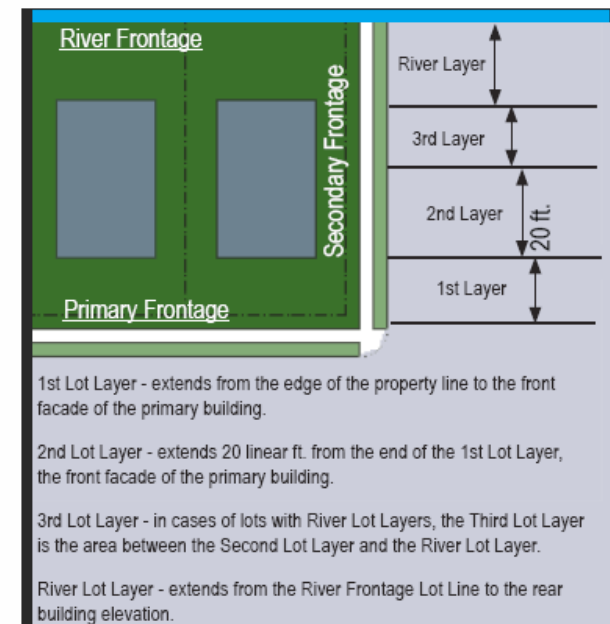 River Frontage
Secondary Frontage
Primary Frontage
River Layer
3rd Layer
2nd Layer
20 ft.
1st Layer
1st Lot Layer - extends from the edge of the property line to the front
facade of the primary building.
2nd Lot Layer - extends 20 linear ft. from the end of the 1st Lot Layer,
the front facade of the primary building.
3rd Lot Layer - in cases of lots with River Lot Layers, the Third Lot Layer
is the area between the Second Lot Layer and the River Lot Layer.
River Lot Layer - extends from the River Frontage Lot Line to the rear
building elevation.